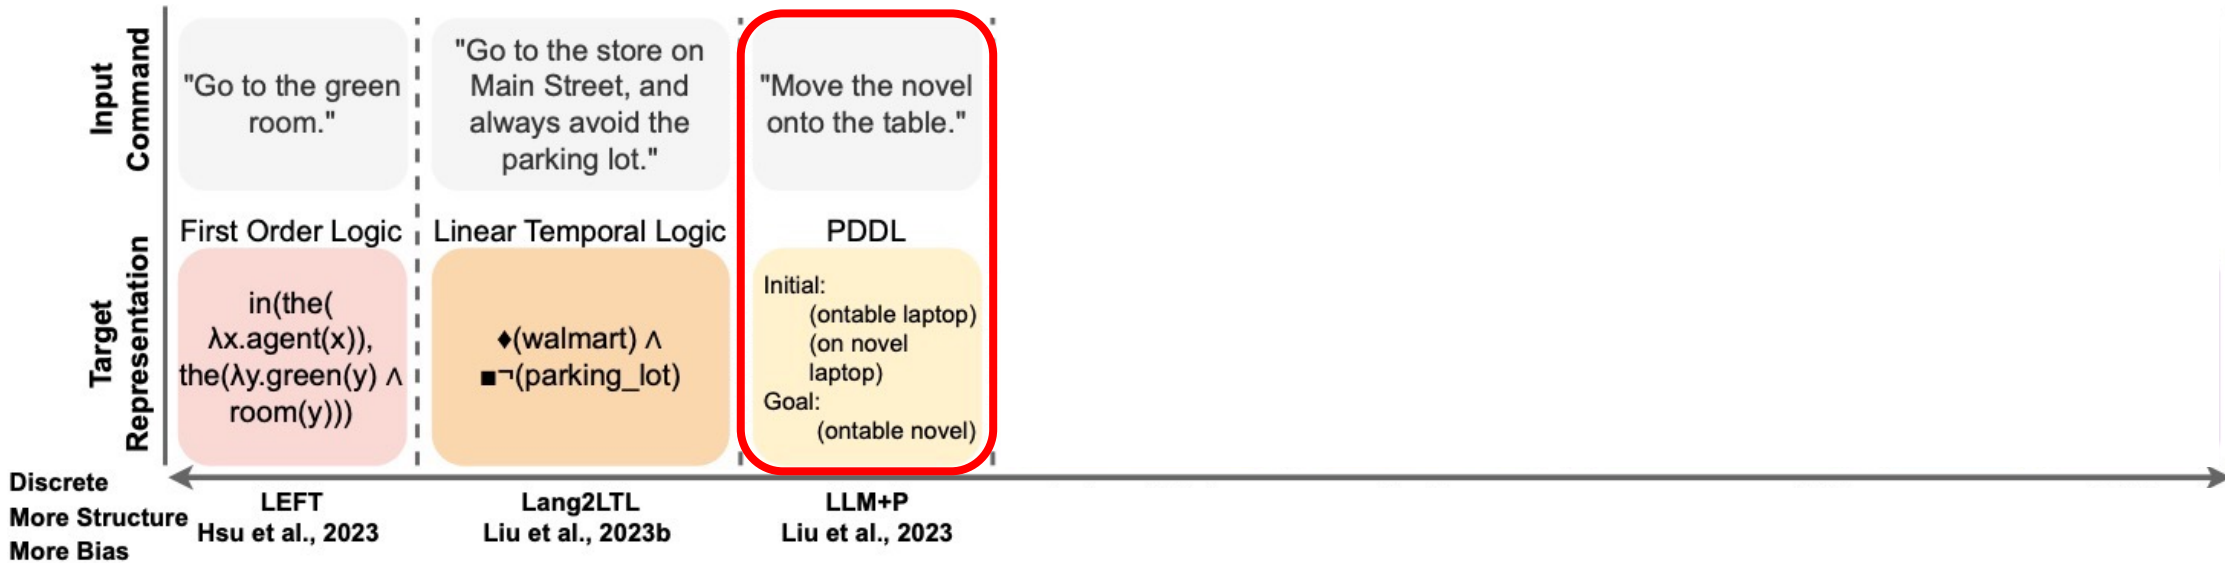 Input
Command
"Go to the green
room."
"Go to the store on
Main Street, and
always avoid the
parking lot."
"Move the novel
onto the table."
Target
Representation
First Order Logic
in(the(
λx.agent(x)),
the(λy.green(y) ∧
room(y)))
Linear Temporal Logic
♦(walmart) ∧
■¬(parking_lot)
PDDL
Initial:
(ontable laptop)
(on novel
laptop)
Goal:
(ontable novel)
Discrete
More Structure
More Bias
LEFT
Hsu et al., 2023
Lang2LTL
Liu et al., 2023b
LLM+P
Liu et al., 2023